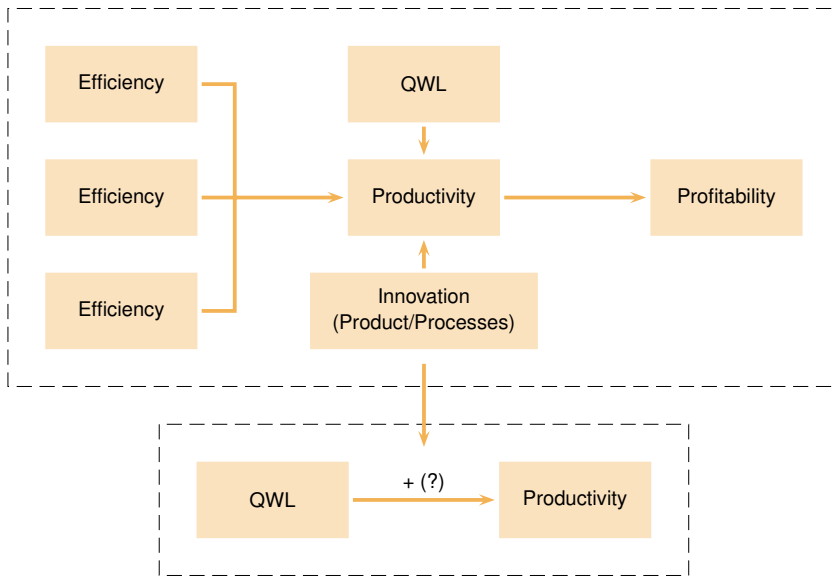 Efficiency
QWL
Efficiency
Productivity
Profitability
Efficiency
Innovation
(Product/Processes)
QWL
+ (?)
Productivity